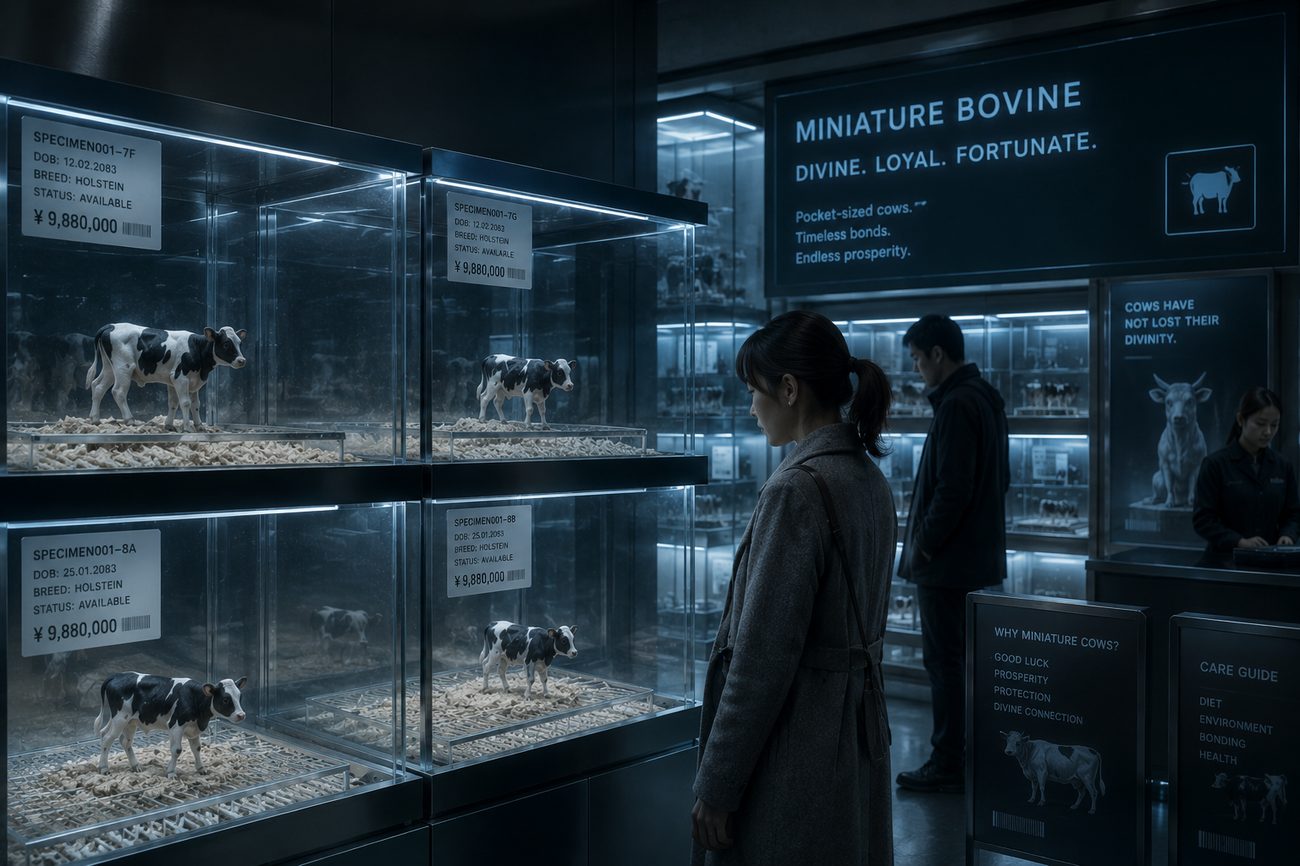 SPECIMEN001-7F
DOB: 12.02.2083
BREED: HOLSTEIN
STATUS: AVAILABLE
¥ 9,880,000
SPECIMEN001-7G
DOB: 12.02.2083
BREED: HOLSTEIN
STATUS: AVAILABLE
¥ 9,880,000
SPECIMEN001-8A
DOB: 25.01.2083
BREED: HOLSTEIN
STATUS: AVAILABLE
¥ 9,880,000
SPECIMEN001-8B
DOB: 25.01.2083
BREED: HOLSTEIN
STATUS: AVAILABLE
¥ 9,880,000
MINIATURE BOVINE
DIVINE. LOYAL. FORTUNATE.
Pocket-sized cows.
Timeless bonds.
Endless prosperity.
COWS HAVE
NOT LOST THEIR
DIVINITY.
WHY MINIATURE COWS?
GOOD LUCK
PROSPERITY
PROTECTION
DIVINE CONNECTION
CARE GUIDE
DIET
ENVIRONMENT
BONDING
HEALTH